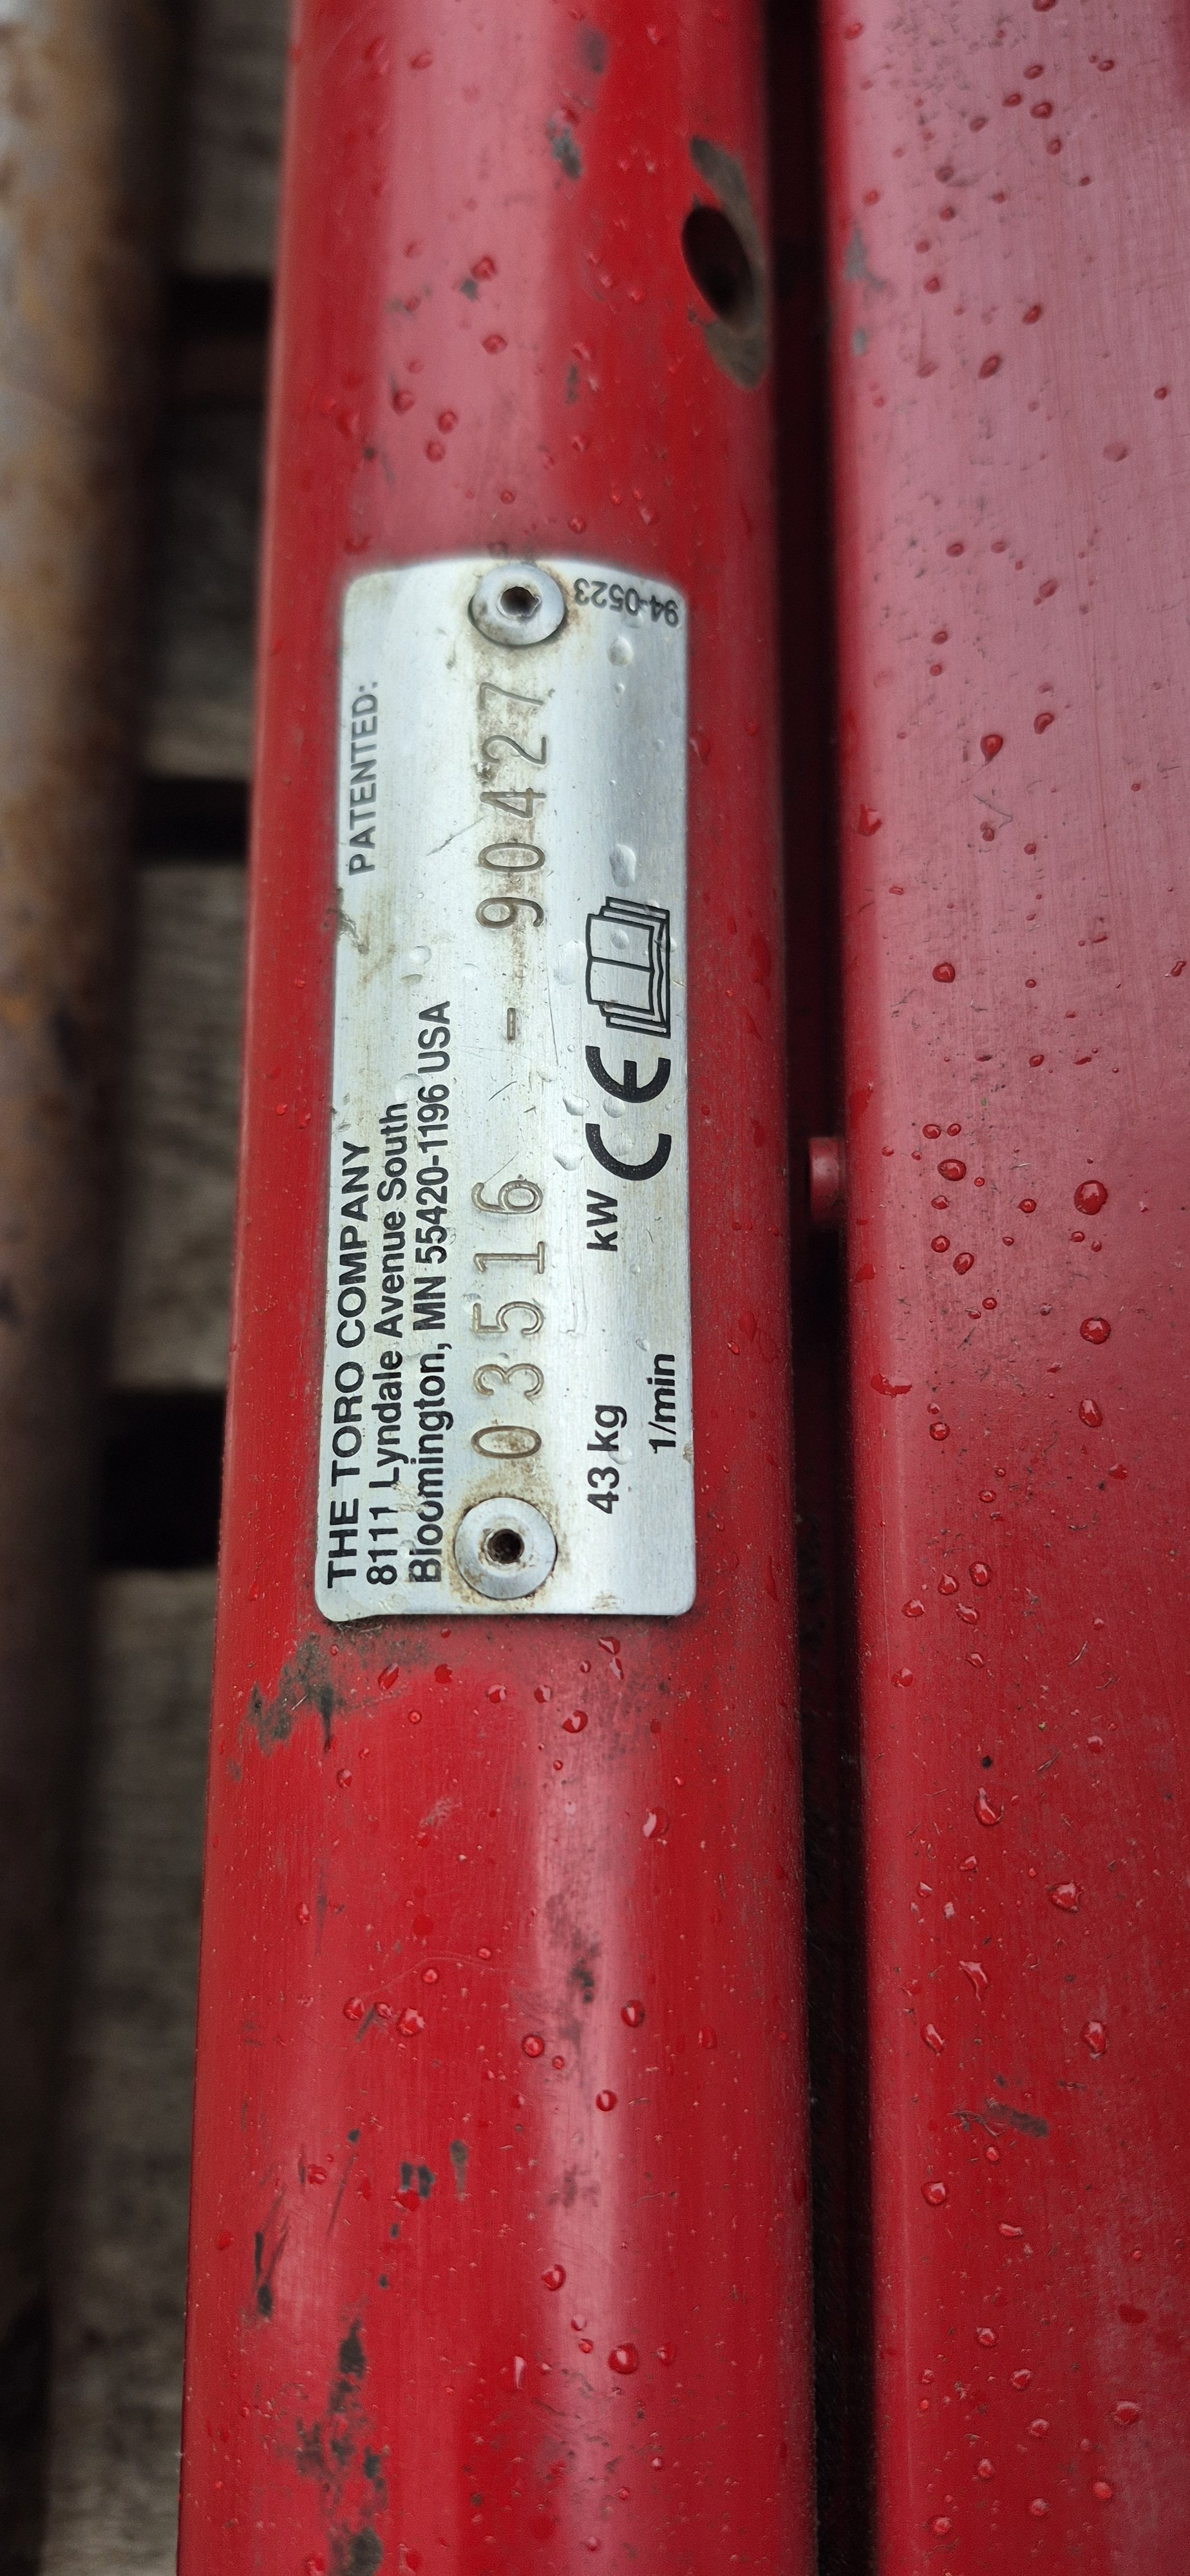 THE TORO COMPANY
8111 Lyndale Avenue South
Bloomington, MN 55420-1196 USA
PATENTED:
03516 - 90427
43 kg
kW
CE
1/min
94-0523